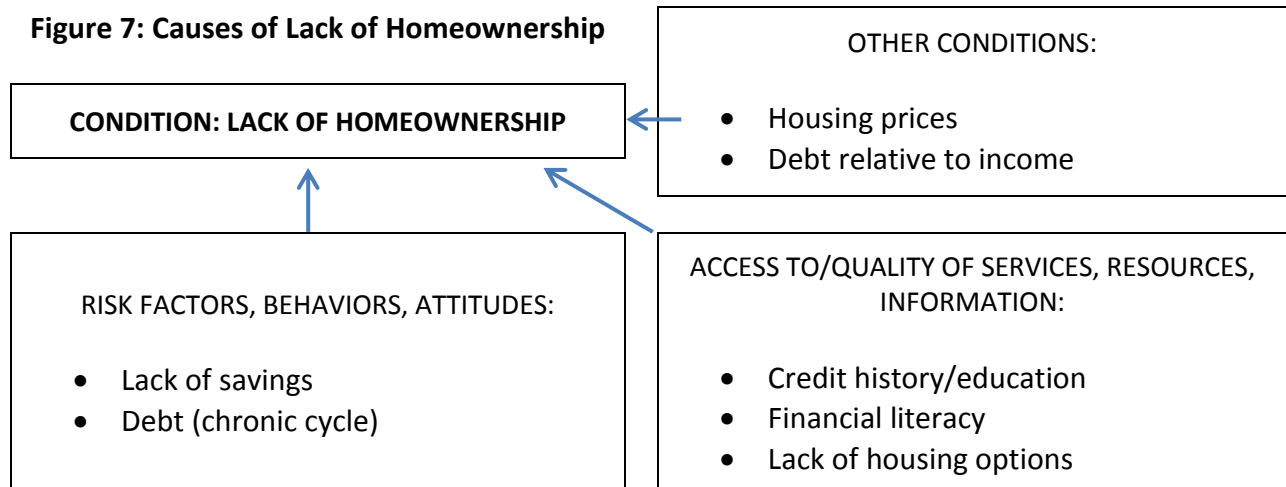 Figure 7: Causes of Lack of Homeownership
CONDITION: LACK OF HOMEOWNERSHIP
OTHER CONDITIONS:
• Housing prices
• Debt relative to income
RISK FACTORS, BEHAVIORS, ATTITUDES:
• Lack of savings
• Debt (chronic cycle)
ACCESS TO/QUALITY OF SERVICES, RESOURCES,
INFORMATION:
• Credit history/education
• Financial literacy
• Lack of housing options